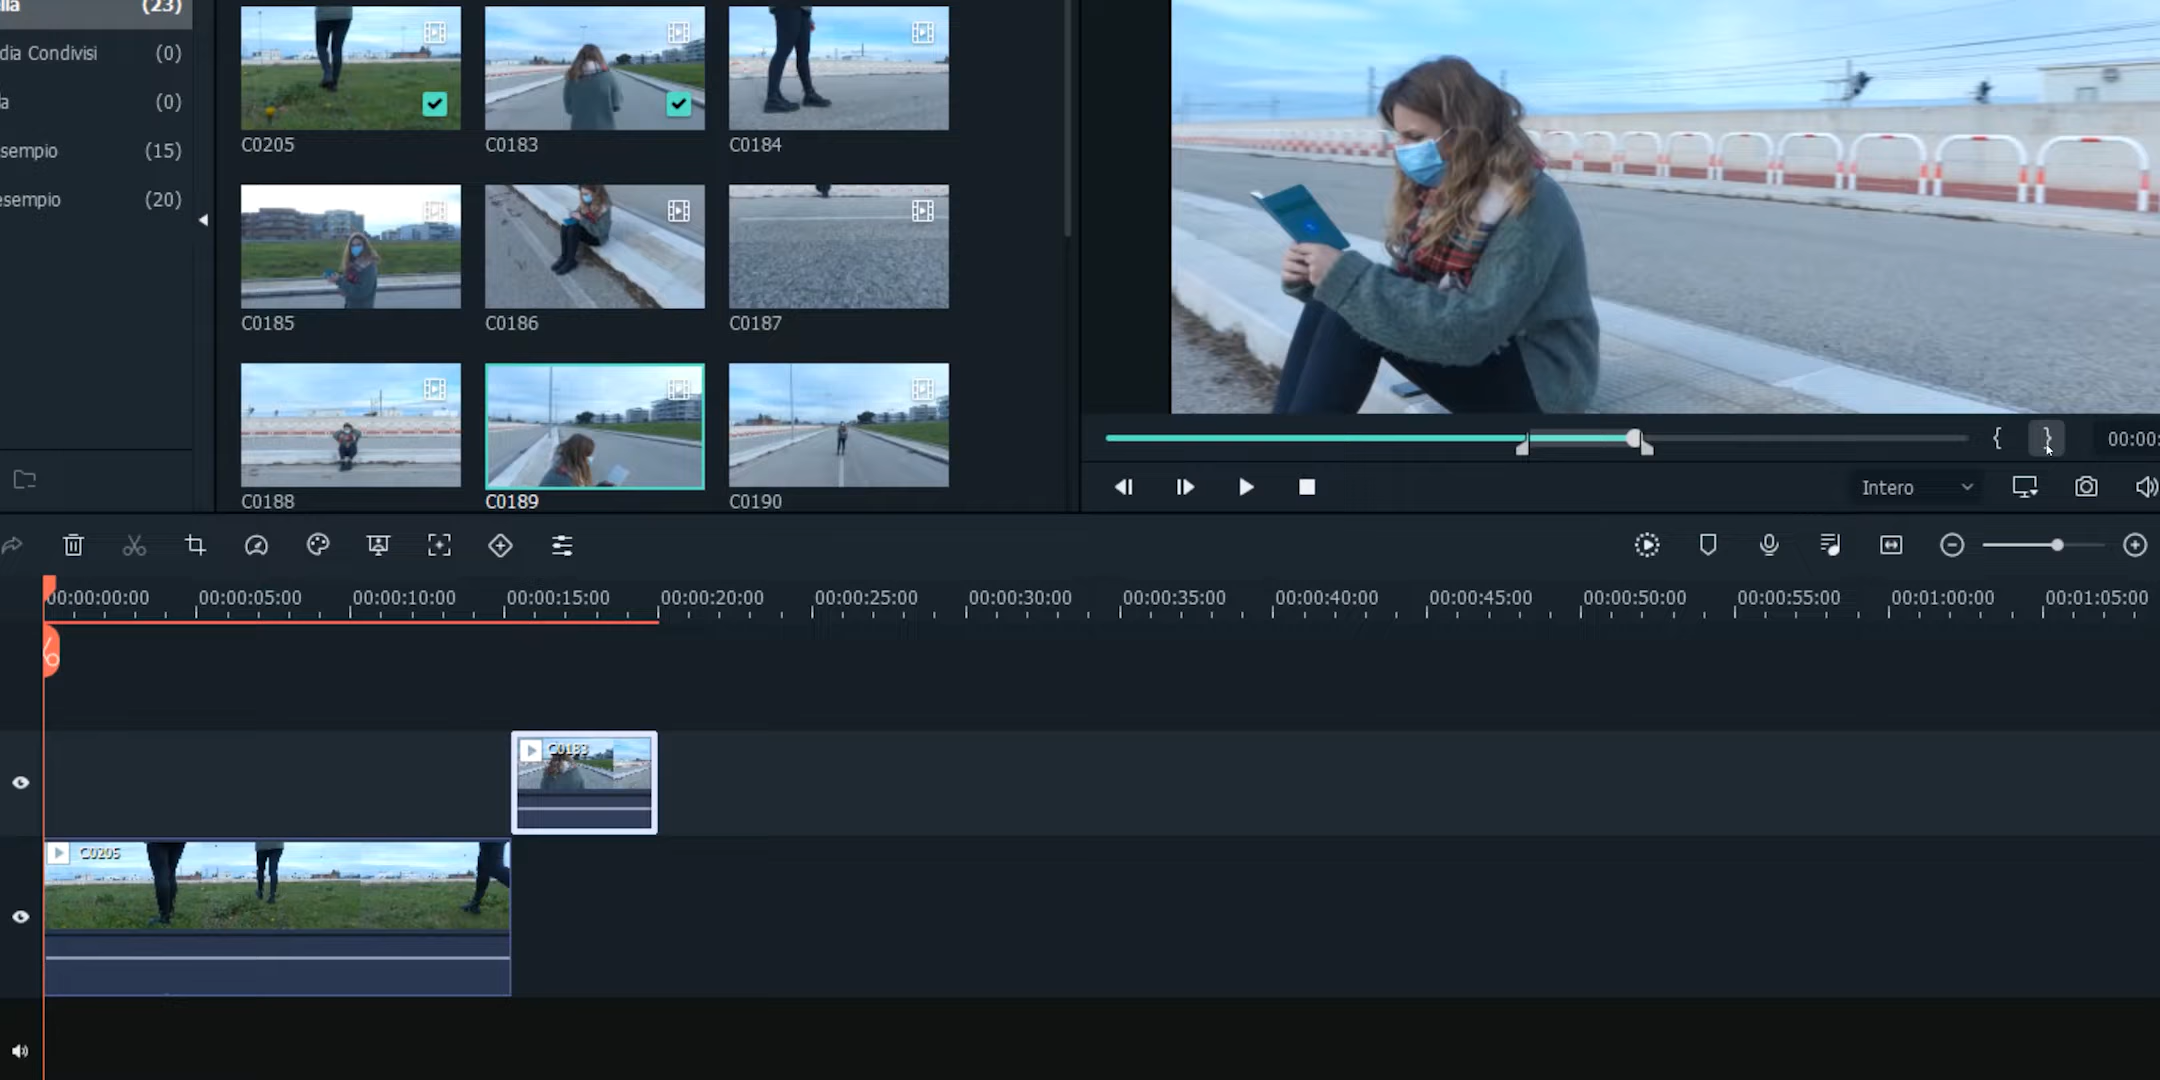 lla (23)
dia Condivisi (0)
la (0)
sempio (15)
esempio (20)
C0205 C0183 C0184
C0185 C0186 C0187
C0188 C0189 C0190
{ } 00:00:
Intero
00:00:00:00 00:00:05:00 00:00:10:00 00:00:15:00 00:00:20:00 00:00:25:00 00:00:30:00 00:00:35:00 00:00:40:00 00:00:45:00 00:00:50:00 00:00:55:00 00:01:00:00 00:01:05:00
C0183
C0205